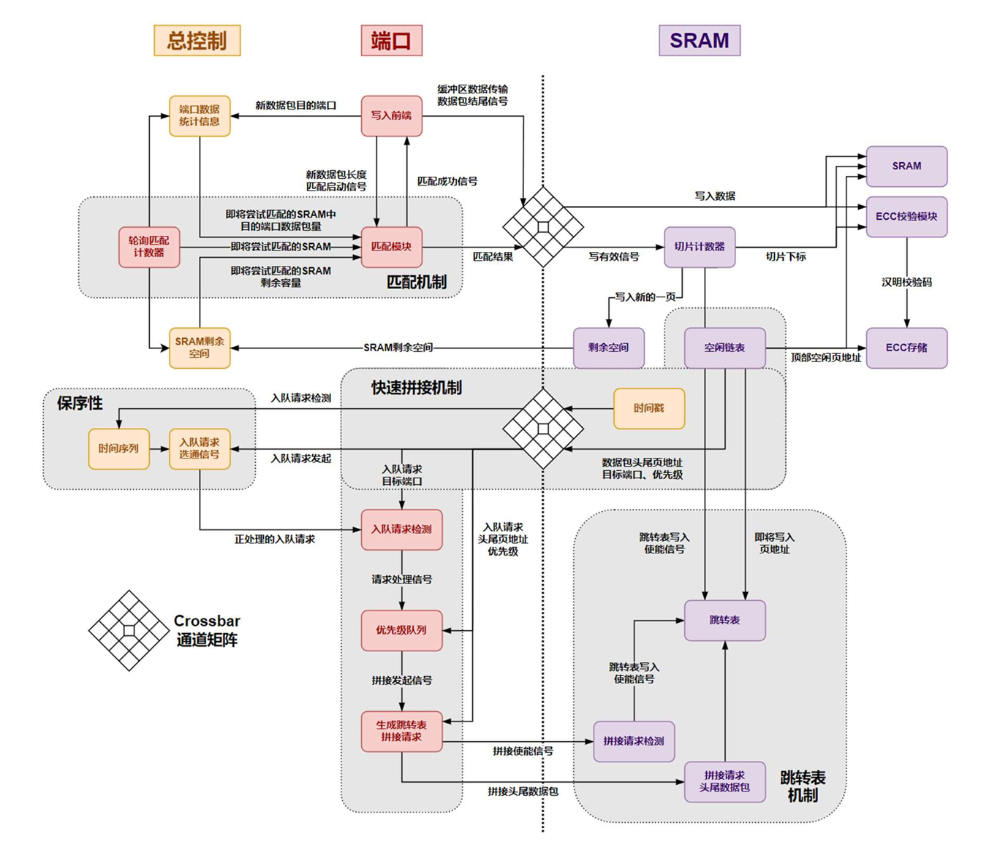 总控制
端口
SRAM
端口数据
统计信息
新数据包目的端口
写入前端
缓冲区数据传输
数据包结尾信号
SRAM
新数据包长度
匹配启动信号
匹配成功信号
写入数据
ECC校验模块
即将尝试匹配的SRAM中
目的端口数据包量
轮询匹配
计数器
即将尝试匹配的SRAM
匹配模块
匹配结果
写有效信号
切片计数器
切片下标
即将尝试匹配的SRAM
剩余容量
匹配机制
汉明校验码
写入新的一页
SRAM剩余
空间
SRAM剩余空间
剩余空间
空闲链表
顶部空闲页地址
ECC存储
快速拼接机制
保序性
入队请求检测
时间戳
时间序列
入队请求
选通信号
入队请求发起
入队请求
目标端口
数据包头尾页地址
目标端口、优先级
入队请求检测
正处理的入队请求
入队请求
头尾页地址
优先级
跳转表写入
使能信号
即将写入
页地址
请求处理信号
Crossbar
通道矩阵
优先级队列
跳转表
拼接发起信号
跳转表写入
使能信号
生成跳转表
拼接请求
拼接使能信号
拼接请求检测
拼接头尾数据包
拼接请求
头尾数据包
跳转表
机制